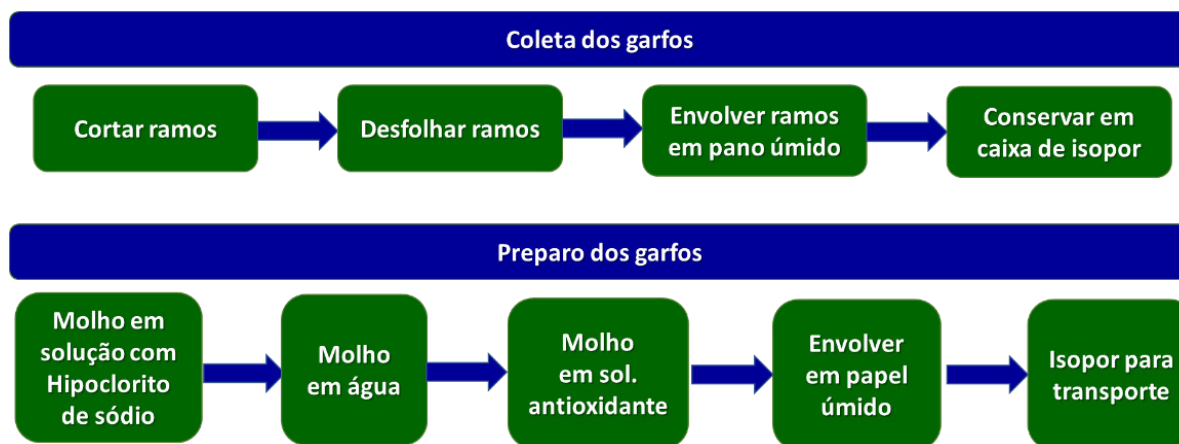 Coleta dos garfos
Cortar ramos
Desfolhar ramos
Envolver ramos
em pano úmido
Conservar em
caixa de isopor
Preparo dos garfos
Molho em
solução com
Hipoclorito
de sódio
Molho
em água
Molho
em sol.
antioxidante
Envolver
em papel
úmido
Isopor para
transporte